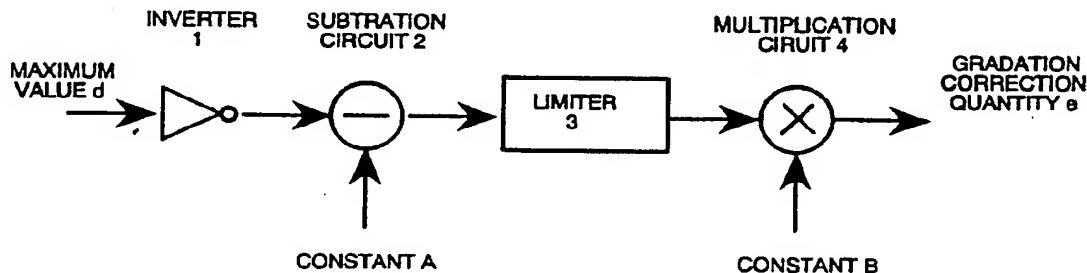 INVERTER
1
SUBTRATION
CIRCUIT 2
MULTIPLICATION
CIRUIT 4
MAXIMUM
VALUE d
LIMITER
3
GRADATION
CORRECTION
QUANTITY e
CONSTANT A
CONSTANT B